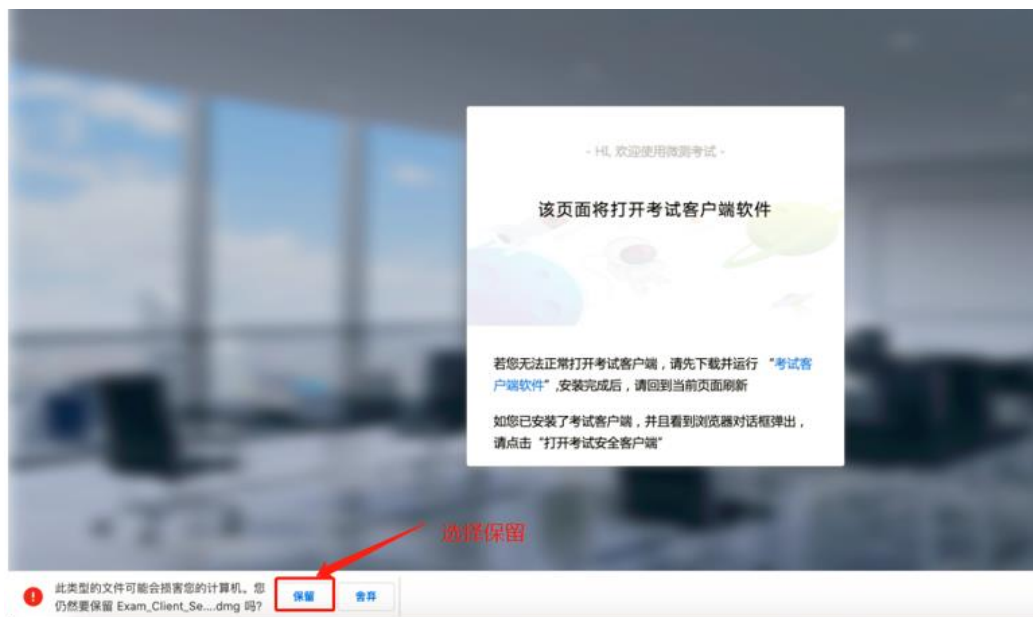 - HI, 欢迎使用微测考试 -
该页面将打开考试客户端软件
若您无法正常打开考试客户端，请先下载并运行 “考试客
户端软件” ,安装完成后，请回到当前页面刷新
如您已安装了考试客户端，并且看到浏览器对话框弹出，
请点击 “打开考试安全客户端”
选择保留
此类型的文件可能会损害您的计算机。您
仍然要保留 Exam_Client_Se....dmg 吗?
保留
舍弃